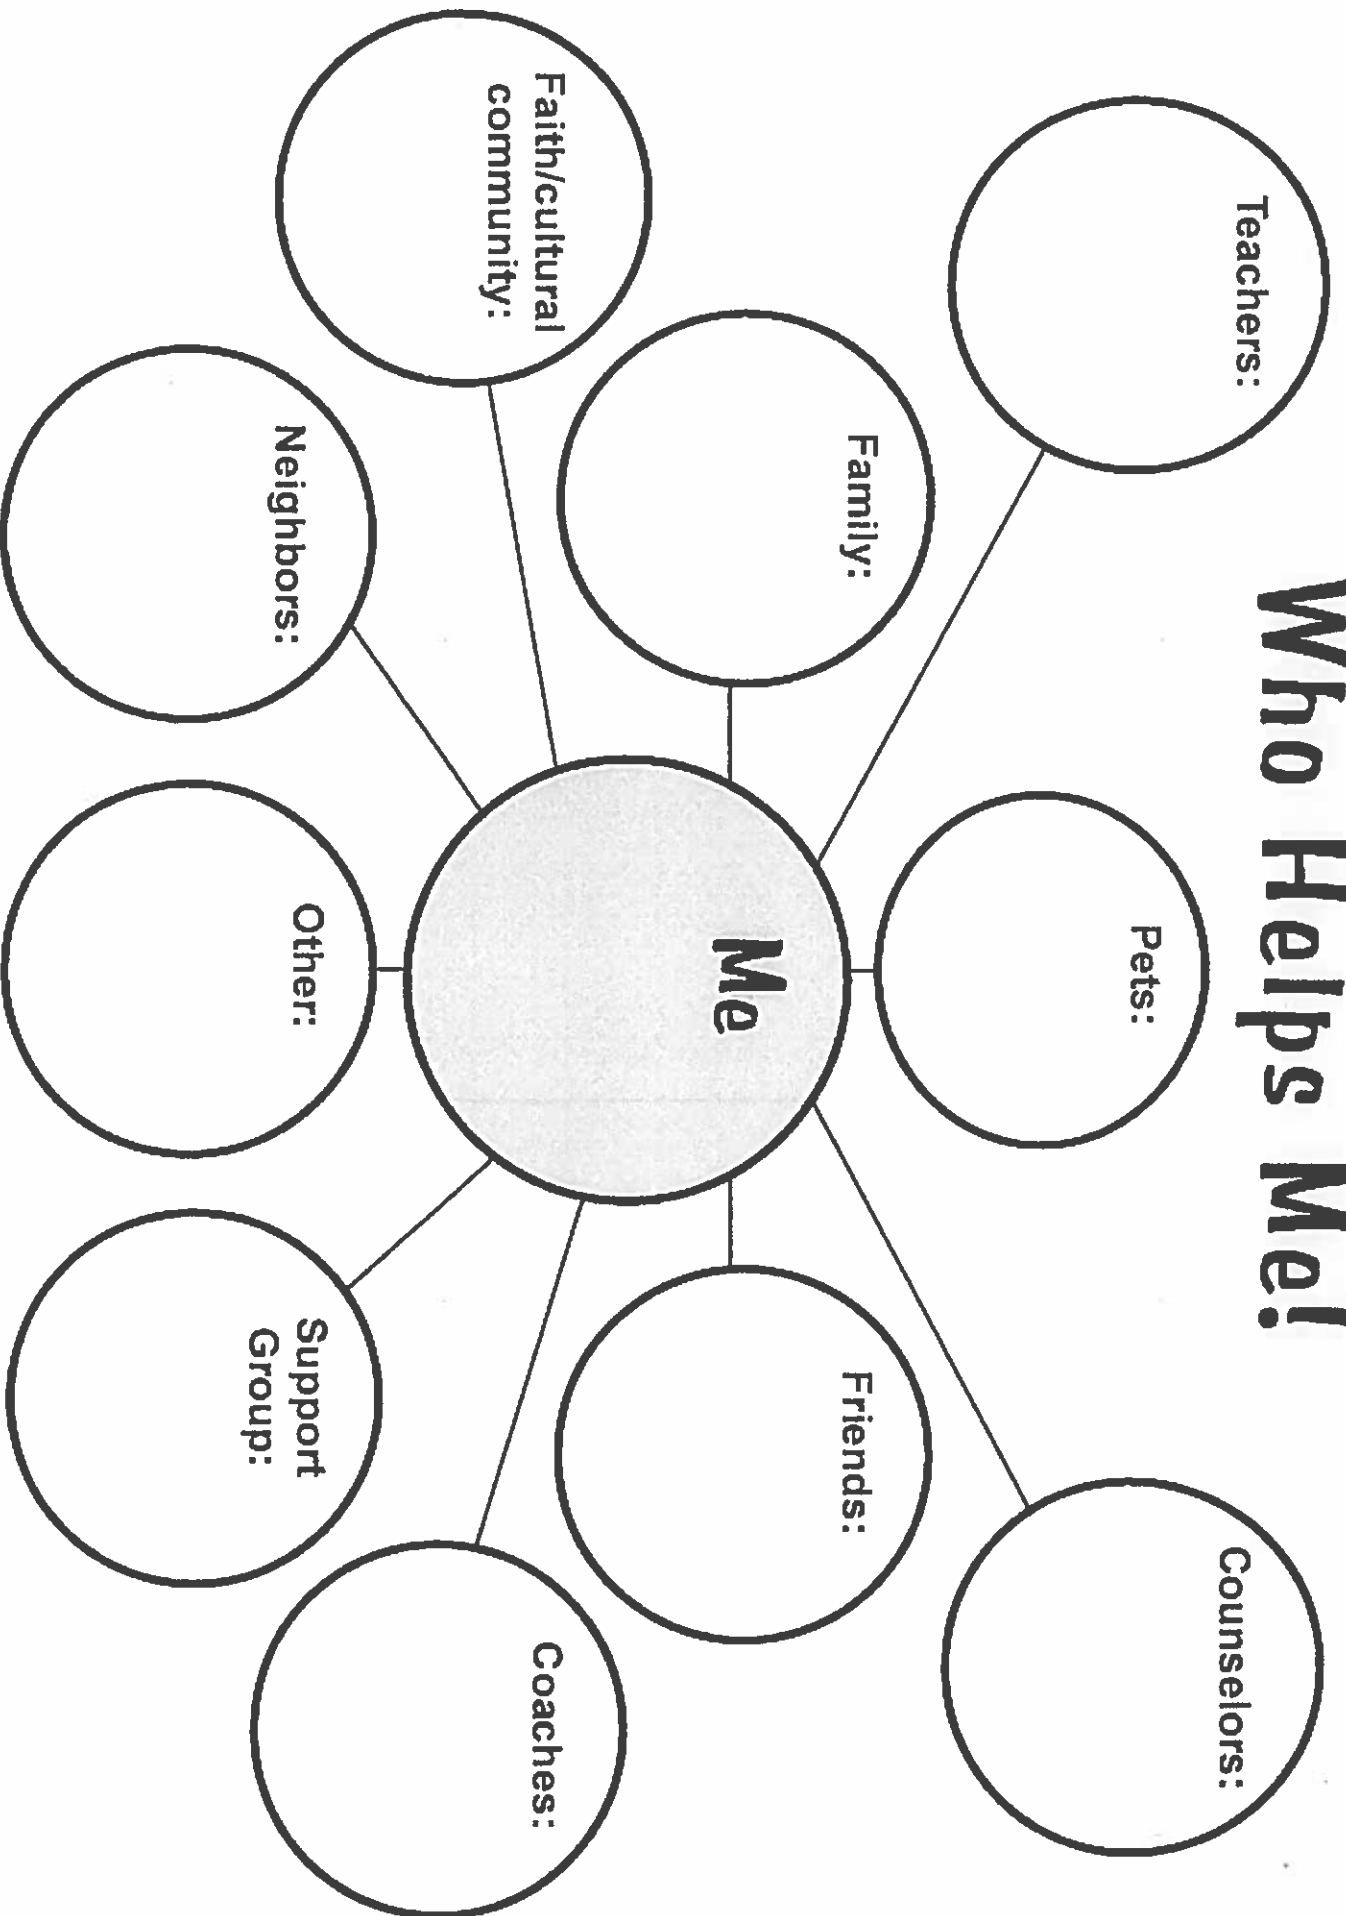 Who Helps Me!
Teachers:
Pets:
Counselors:
Family:
Friends:
Me
Faith/cultural
community:
Coaches:
Neighbors:
Other:
Support
Group: